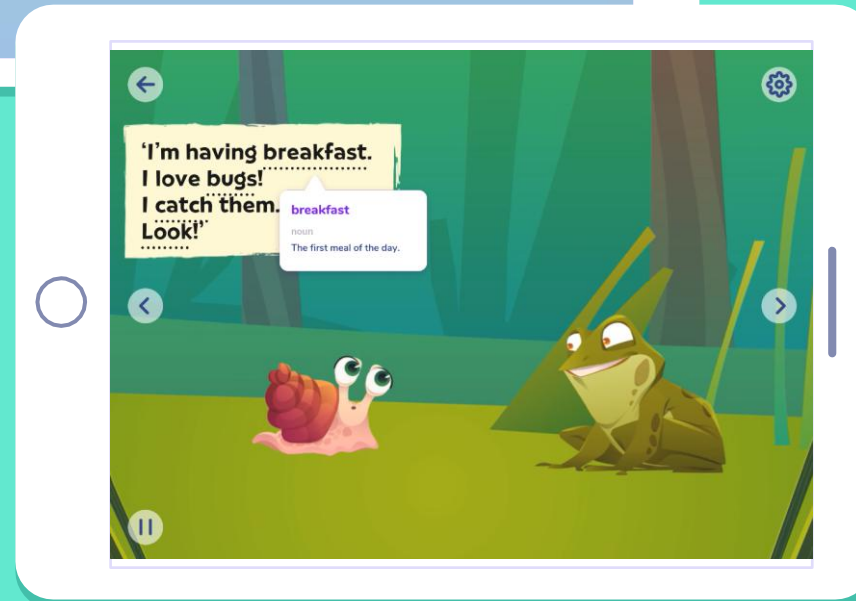 ‘I’m having breakfast.
I love bugs!
I catch them.
Look!’
breakfast
noun
The first meal of the day.